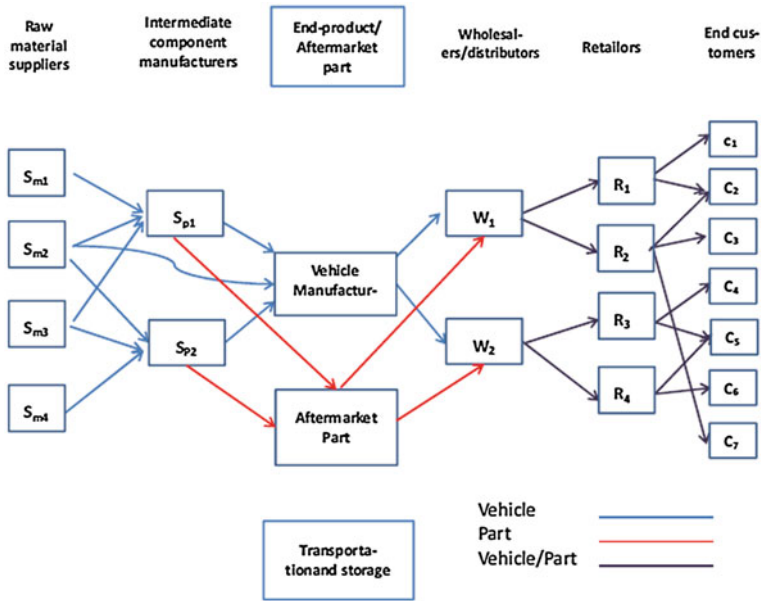 Raw
material
suppliers
Intermediate
component
manufacturers
End-product/
Aftermarket
part
Wholesal-
ers/distributors
Retailors
End cus-
tomers
Sm1
Sm2
Sm3
Sm4
Sp1
Sp2
Vehicle
Manufactur-
Aftermarket
Part
W1
W2
R1
R2
R3
R4
C1
C2
C3
C4
C5
C6
C7
Transporta-
tionand storage
Vehicle
Part
Vehicle/Part